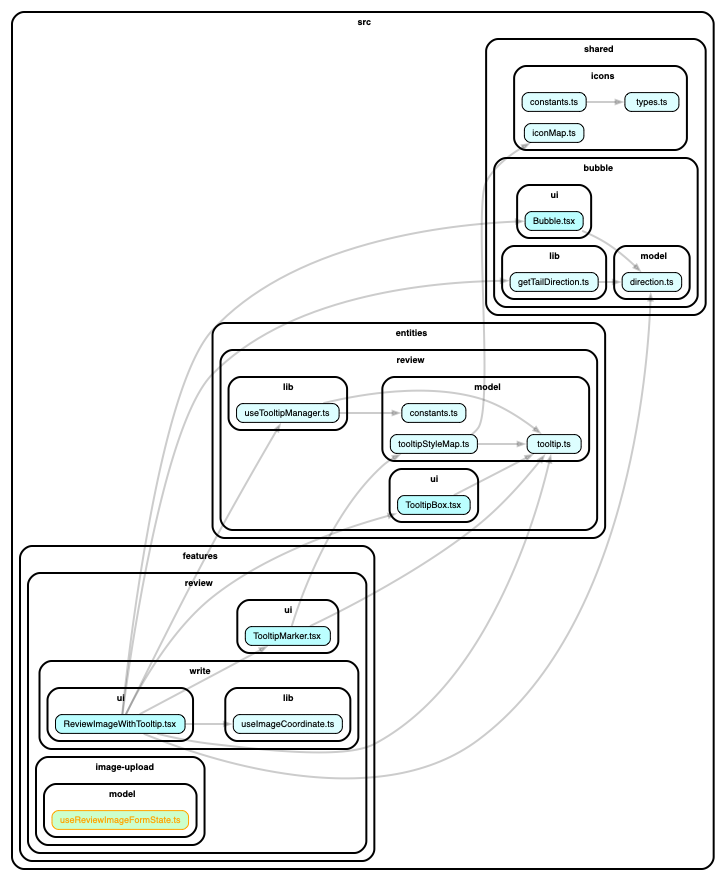 src
shared
icons
constants.ts
types.ts
iconMap.ts
bubble
ui
Bubble.tsx
lib
model
getTailDirection.ts
direction.ts
entities
review
lib
model
useTooltipManager.ts
constants.ts
tooltipStyleMap.ts
tooltip.ts
ui
TooltipBox.tsx
features
review
ui
TooltipMarker.tsx
write
ui
lib
ReviewImageWithTooltip.tsx
useImageCoordinate.ts
image-upload
model
useReviewImageFormState.ts